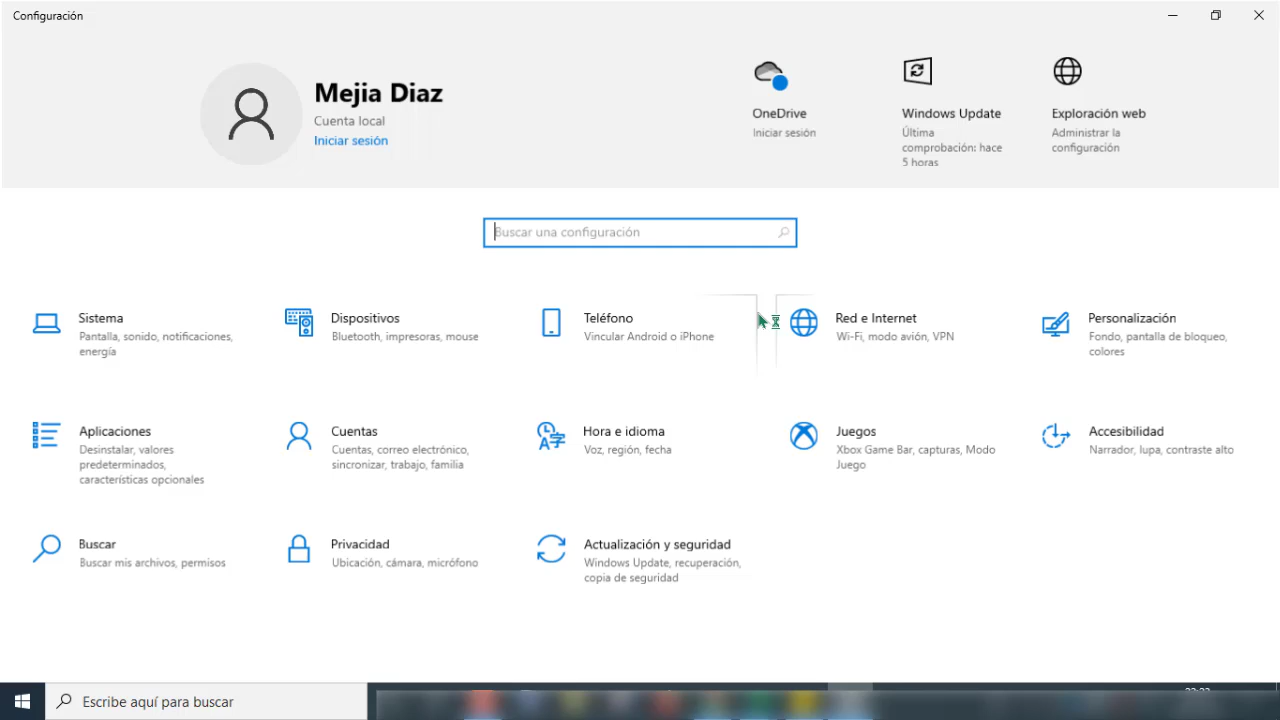 Configuración
Mejia Diaz
Cuenta local
Iniciar sesión
OneDrive
Iniciar sesión
Windows Update
Última
comprobación: hace
5 horas
Exploración web
Administrar la
configuración
Buscar una configuración
Sistema
Pantalla, sonido, notificaciones,
energía
Dispositivos
Bluetooth, impresoras, mouse
Teléfono
Vincular Android o iPhone
Red e Internet
Wi-Fi, modo avión, VPN
Personalización
Fondo, pantalla de bloqueo,
colores
Aplicaciones
Desinstalar, valores
predeterminados,
características opcionales
Cuentas
Cuentas, correo electrónico,
sincronizar, trabajo, familia
Hora e idioma
Voz, región, fecha
Juegos
Xbox Game Bar, capturas, Modo
Juego
Accesibilidad
Narrador, lupa, contraste alto
Buscar
Buscar mis archivos, permisos
Privacidad
Ubicación, cámara, micrófono
Actualización y seguridad
Windows Update, recuperación,
copia de seguridad
Escribe aquí para buscar